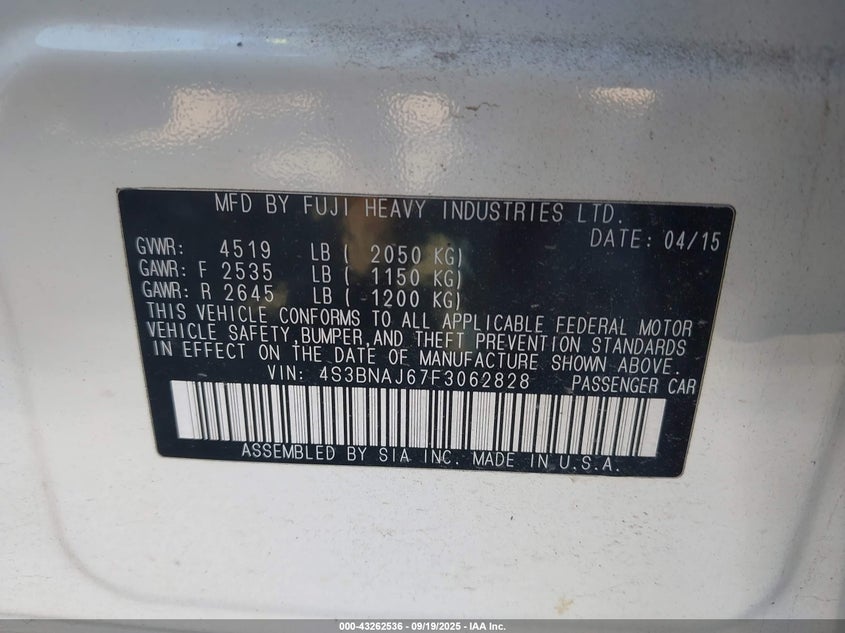 MFD BY FUJI HEAVY INDUSTRIES LTD.
DATE: 04/15
GVWR: 4519 LB ( 2050 KG)
GAWR: F 2535 LB ( 1150 KG)
GAWR: R 2645 LB ( 1200 KG)
THIS VEHICLE CONFORMS TO ALL APPLICABLE FEDERAL MOTOR
VEHICLE SAFETY,BUMPER,AND THEFT PREVENTION STANDARDS
IN EFFECT ON THE DATE OF MANUFACTURE SHOWN ABOVE.
VIN: 4S3BNAJ67F3062828 PASSENGER CAR
ASSEMBLED BY SIA INC. MADE IN U.S.A.
000-43262536 - 09/19/2025 - IAA Inc.